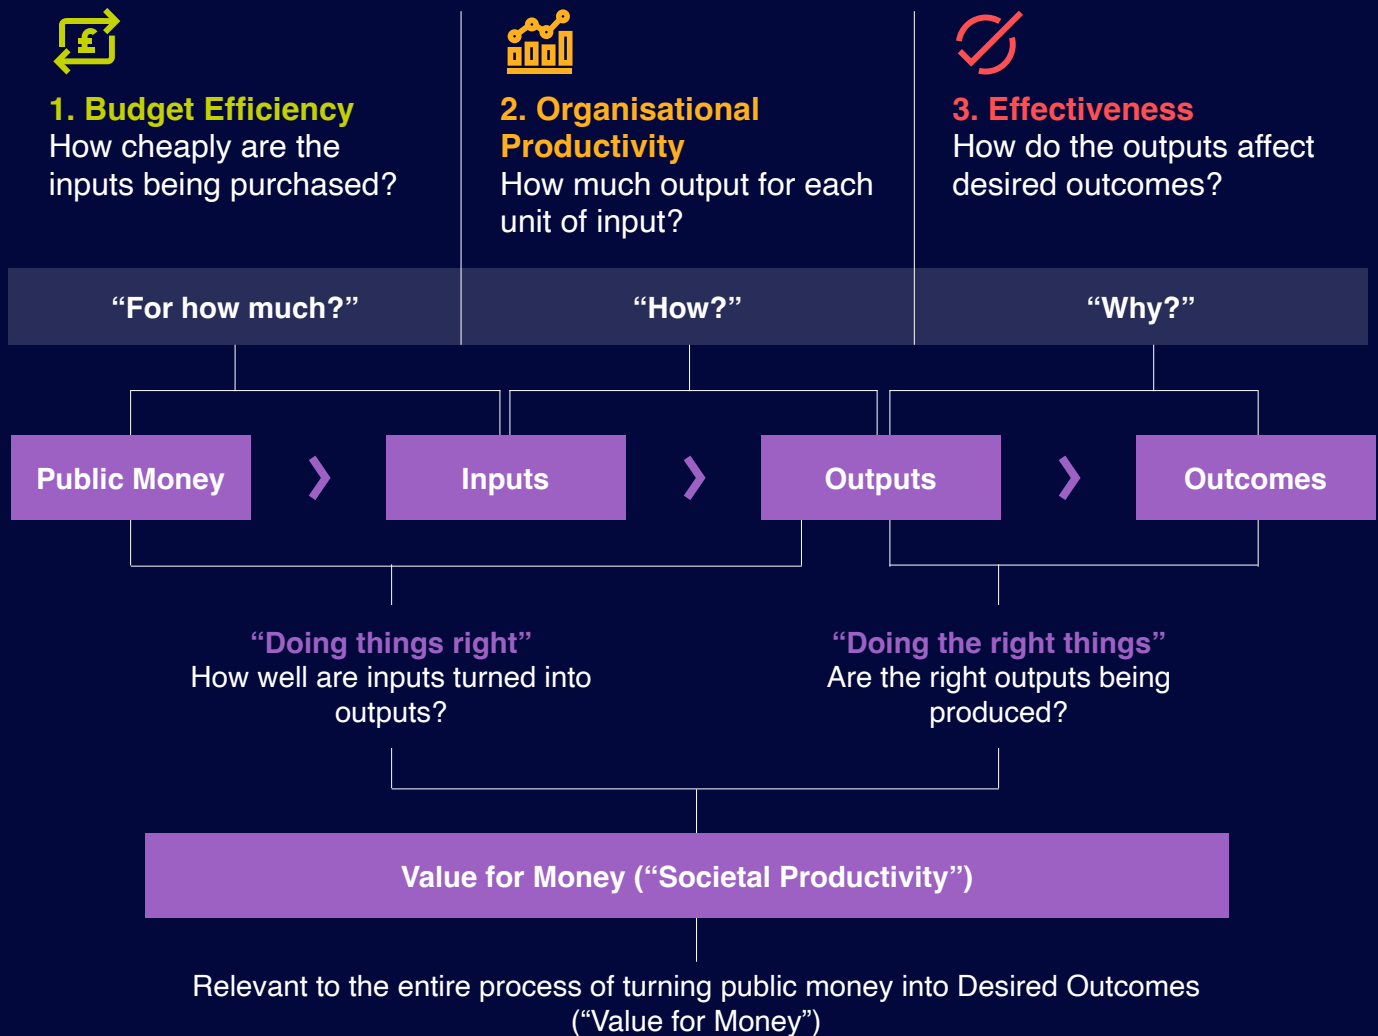 £
1. Budget Efficiency
How cheaply are the
inputs being purchased?
2. Organisational
Productivity
How much output for each
unit of input?
3. Effectiveness
How do the outputs affect
desired outcomes?
“For how much?”
“How?”
“Why?”
Public Money
Inputs
Outputs
Outcomes
“Doing things right”
How well are inputs turned into
outputs?
“Doing the right things”
Are the right outputs being
produced?
Value for Money (“Societal Productivity”)
Relevant to the entire process of turning public money into Desired Outcomes
(“Value for Money”)